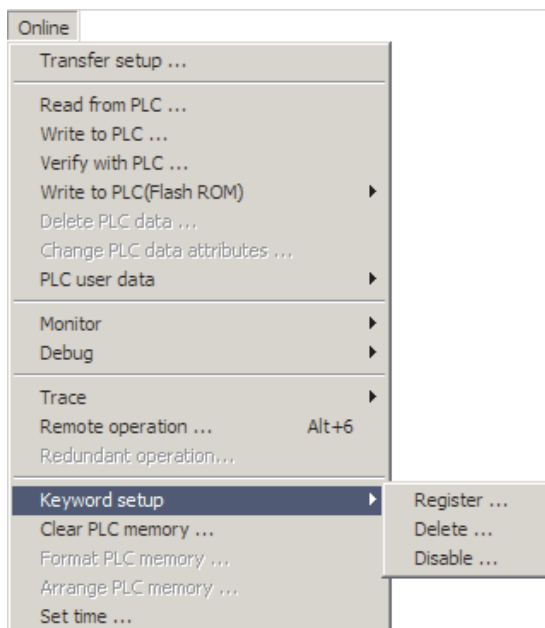 Online
Transfer setup ...
Read from PLC ...
Write to PLC ...
Verify with PLC ...
Write to PLC(Flash ROM)
Delete PLC data ...
Change PLC data attributes ...
PLC user data
Monitor
Debug
Trace
Remote operation ... Alt+6
Redundant operation...
Keyword setup
Register ...
Clear PLC memory ...
Delete ...
Format PLC memory ...
Disable ...
Arrange PLC memory ...
Set time ...